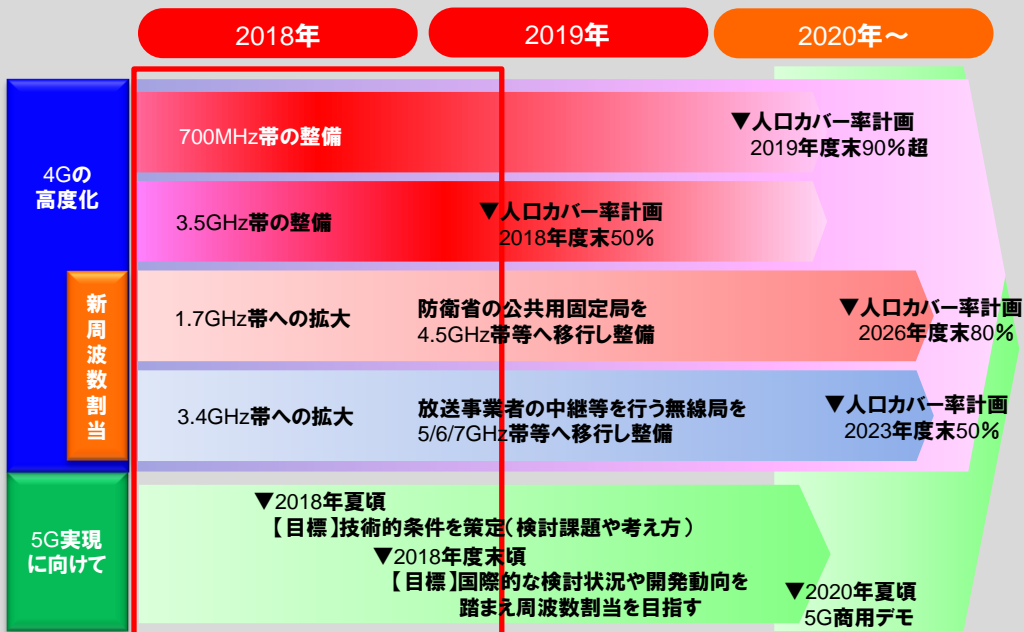 2018年
2019年
2020年~
4Gの
高度化
700MHz帯の整備
▼人口カバー率計画
2019年度末90%超
3.5GHz帯の整備
▼人口カバー率計画
2018年度末50%
新周波数割当
1.7GHz帯への拡大
防衛省の公共用固定局を
4.5GHz帯等へ移行し整備
▼人口カバー率計画
2026年度末80%
3.4GHz帯への拡大
放送事業者の中継等を行う無線局を
5/6/7GHz帯等へ移行し整備
▼人口カバー率計画
2023年度末50%
5G実現
に向けて
▼2018年夏頃
【目標】技術的条件を策定(検討課題や考え方)
▼2018年度末頃
【目標】国際的な検討状況や開発動向を
踏まえ周波数割当を目指す
▼2020年夏頃
5G商用デモ